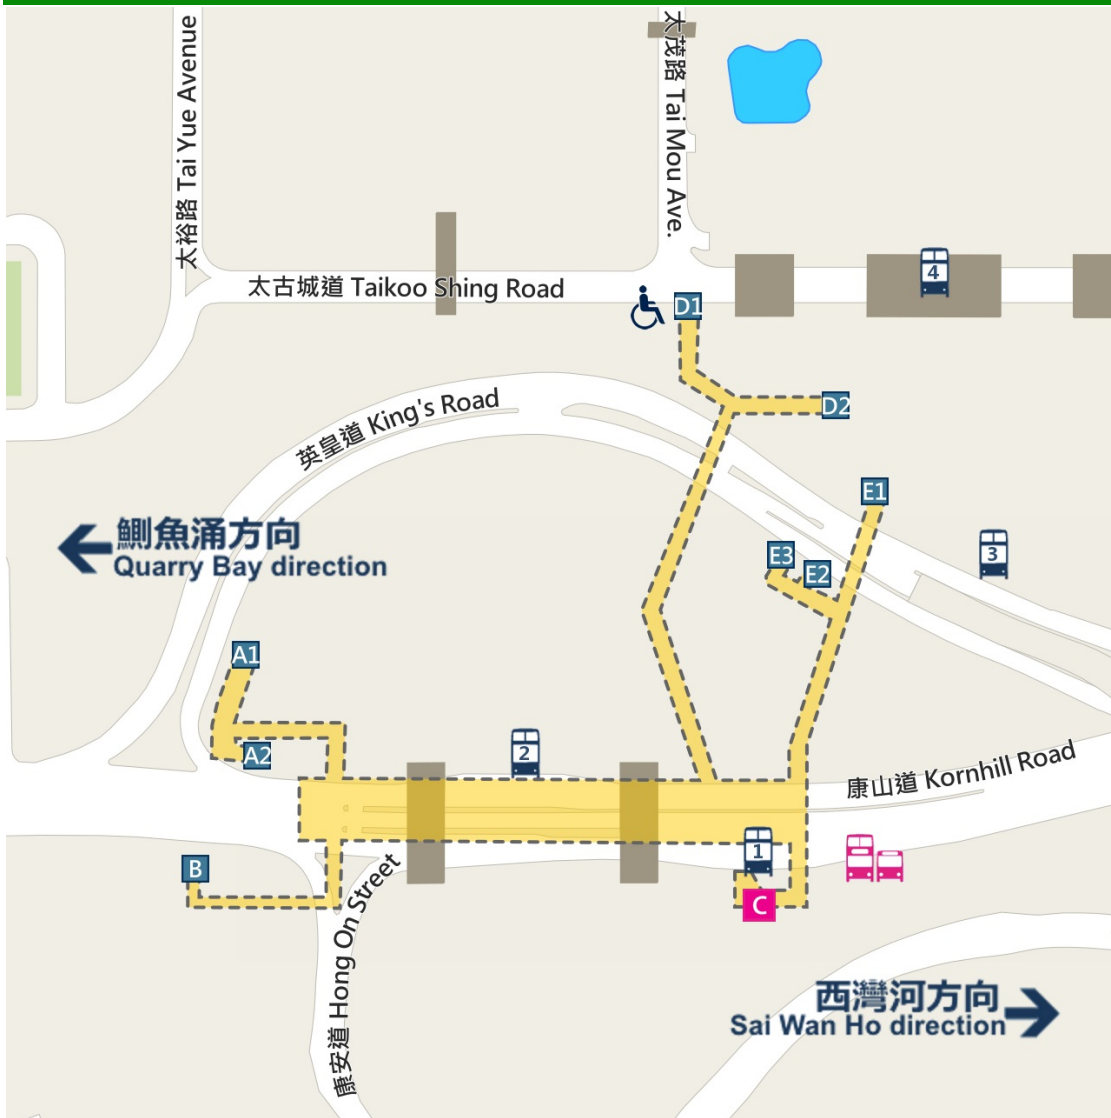 太裕路 Tai Yue Avenue
太茂路 Tai Mou Ave.
4
太古城道 Taikoo Shing Road
D1
D2
英皇道 King's Road
E1
鰂魚涌方向
Quarry Bay direction
E3
E2
3
A1
A2
2
康山道 Kornhill Road
1
B
C
康安道 Hong On Street
西灣河方向
Sai Wan Ho direction